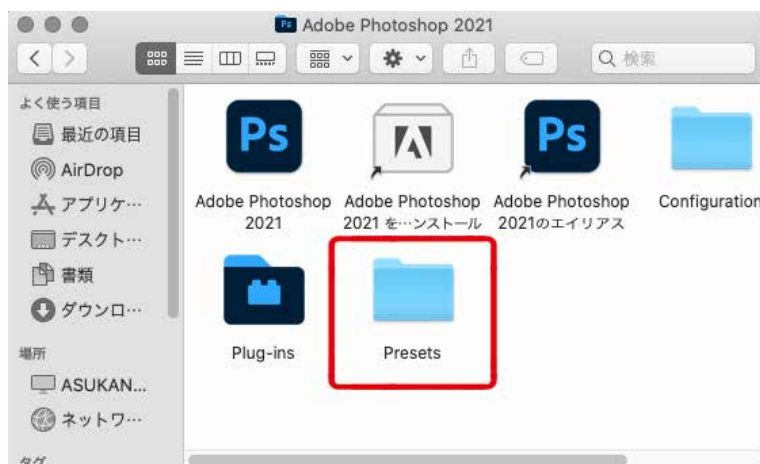 Adobe Photoshop 2021
検索
よく使う項目
最近の項目
AirDrop
アプリケ…
デスクト…
書類
ダウンロ…
場所
ASUKAN...
ネットワ…
タグ
Ps
Ps
Adobe Photoshop
2021
Adobe Photoshop
2021 を…ンストール
Adobe Photoshop
2021のエイリアス
Configuration
Plug-ins
Presets